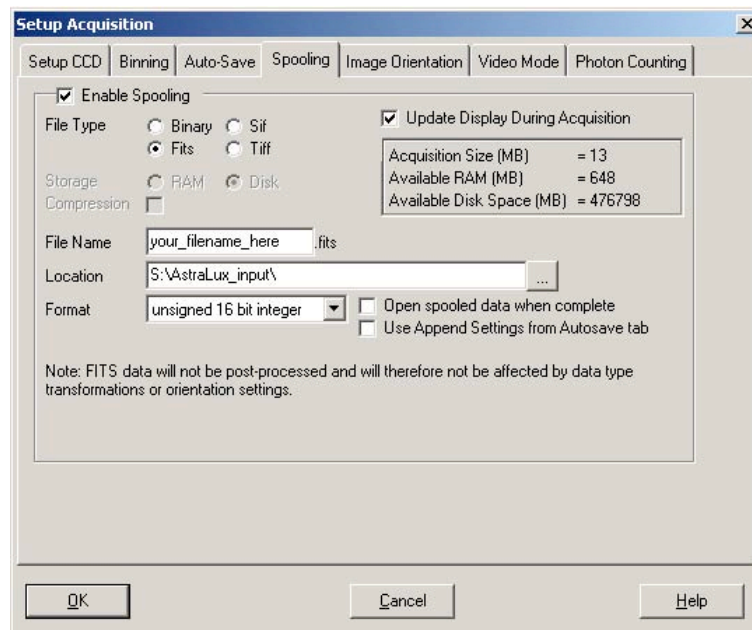 Setup Acquisition
Setup CCD Binning Auto-Save Spooling Image Orientation Video Mode Photon Counting
Enable Spooling
File Type Binary Sif
Fits Tiff
Storage RAM Disk
Compression
Update Display During Acquisition
Acquisition Size (MB) = 13
Available RAM (MB) = 648
Available Disk Space (MB) = 476798
File Name your_filename_here .fits
Location S:\AstraLux_input\ ...
Format unsigned 16 bit integer
Open spooled data when complete
Use Append Settings from Autosave tab
Note: FITS data will not be post-processed and will therefore not be affected by data type
transformations or orientation settings.
OK Cancel Help